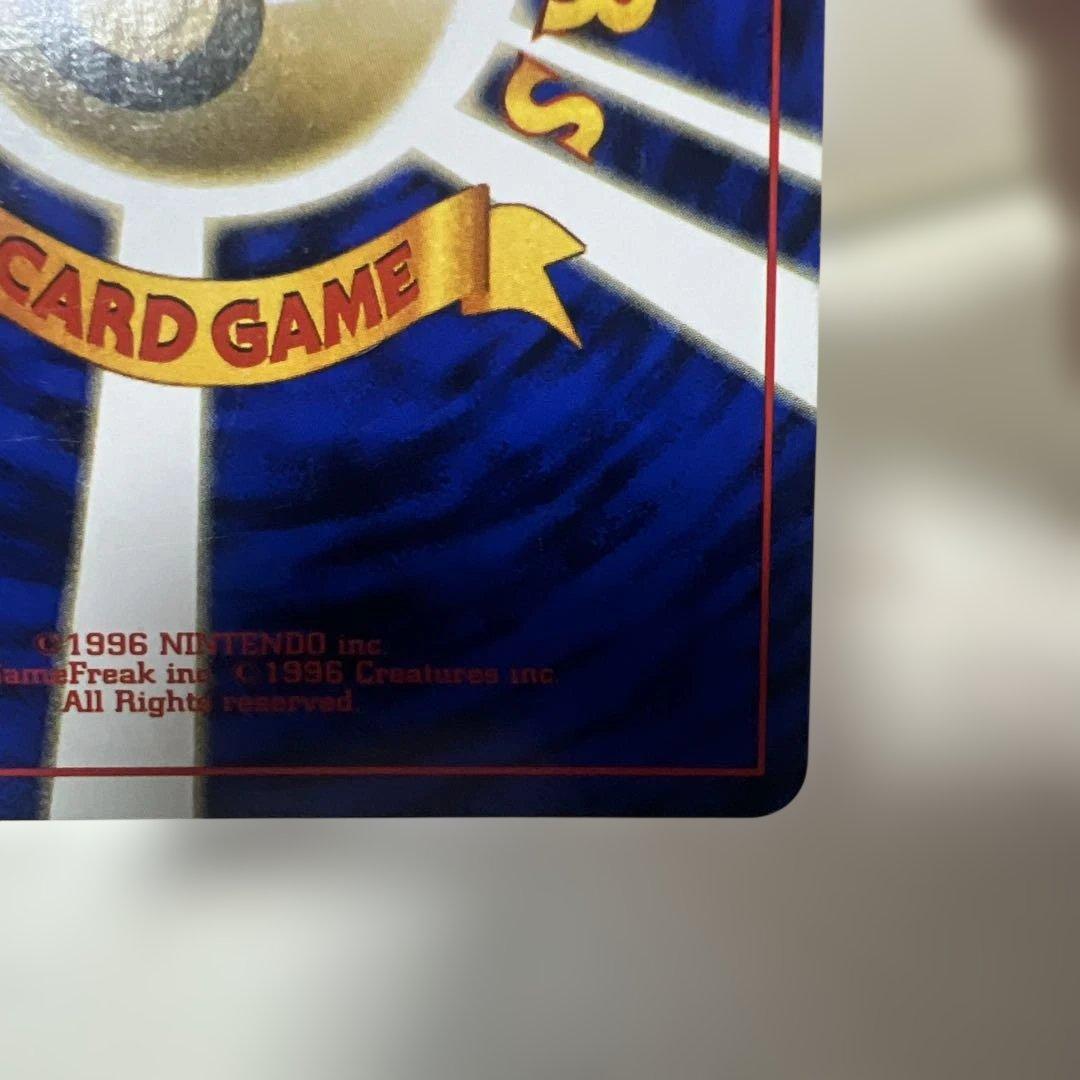 S
CARD GAME
©1996 NINTENDO inc.
ameFreak inc. ©1996 Creatures inc.
All Rights reserved.